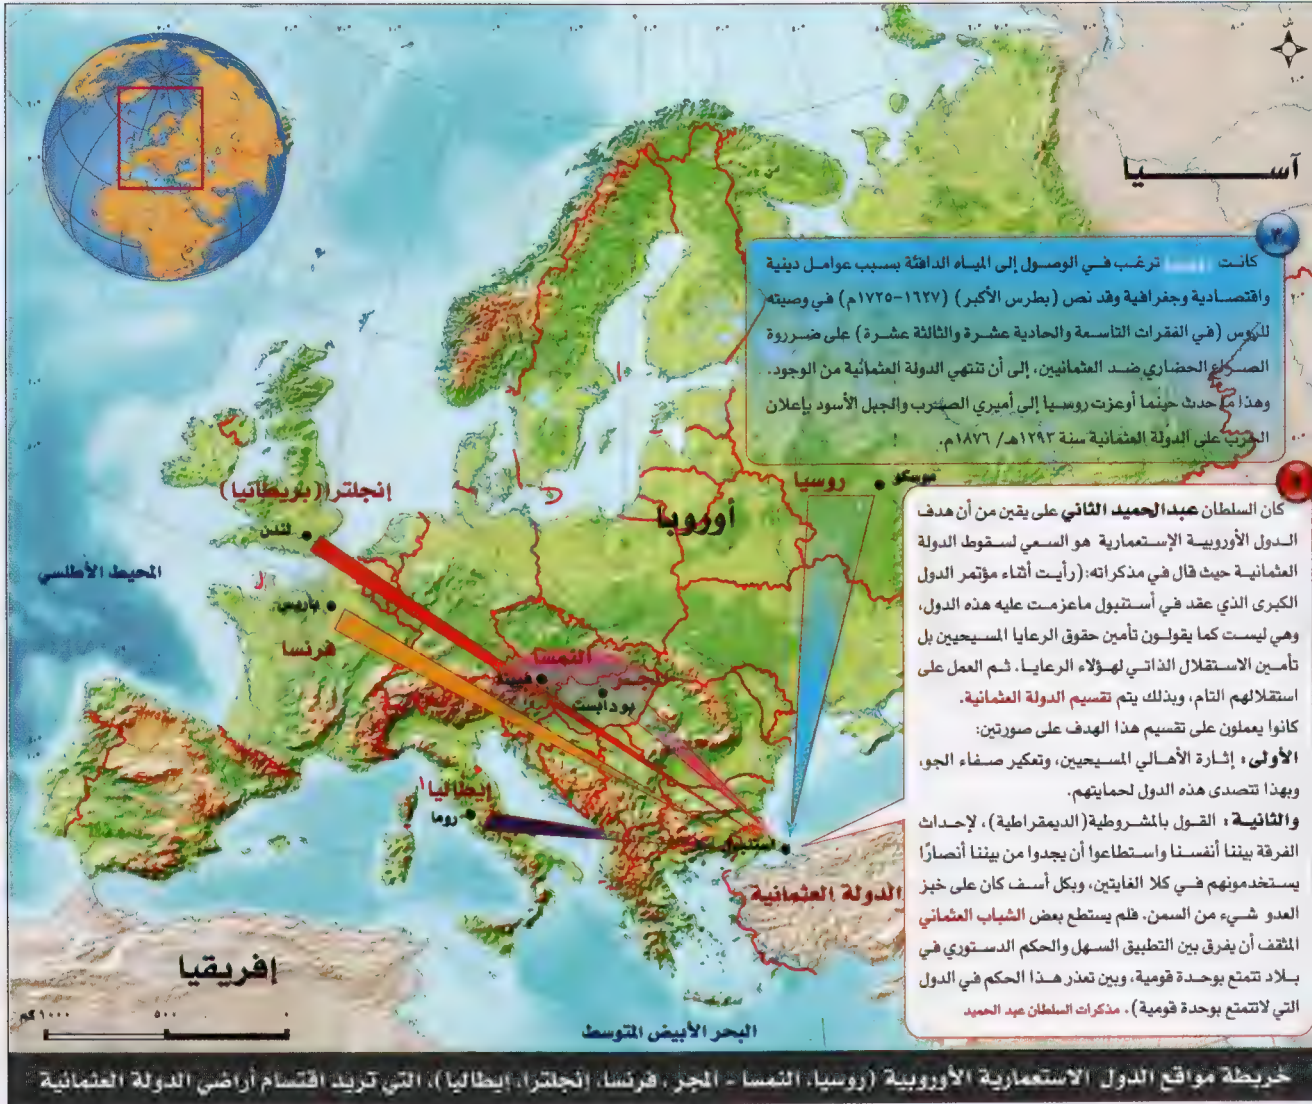 ش
آســـــيا
٣
كانت روسيا ترغب في الوصول إلى المياه الدافئة بسبب عوامل دينية
واقتصادية وجغرافية وقد نص (بطرس الأكبر) (١٦٢٧-١٧٢٥م) في وصيته
للروس (في الفقرات التاسعة والحادية عشرة والثالثة عشرة) على ضرورة
الصراع الحضاري ضد العثمانيين، إلى أن تنتهي الدولة العثمانية من الوجود.
وهذا ما حدث حينما أوعزت روسيا إلى أميري الصرب والجبل الأسود بإعلان
الحرب على الدولة العثمانية سنة ١٢٩٣هـ/ ١٨٧٦م.
موسكو
روسيا
إنجلترا (بريطانيا)
أوروبا
لندن
المحيط الأطلسي
باريس
فرنسا
النمسا
فيينا
بودابست
إيطاليا
روما
استنبول
الدولة العثمانية
كان السلطان عبدالحميد الثاني على يقين من أن هدف
الدول الأوروبية الإستعمارية هو السعي لسقوط الدولة
العثمانية حيث قال في مذكراته: (رأيت أثناء مؤتمر الدول
الكبرى الذي عقد في أستنبول ماعزمت عليه هذه الدول،
وهي ليست كما يقولون تأمين حقوق الرعايا المسيحيين بل
تأمين الاستقلال الذاتي لهؤلاء الرعايا. ثم العمل على
استقلالهم التام، وبذلك يتم تقسيم الدولة العثمانية.
كانوا يعملون على تقسيم هذا الهدف على صورتين:
الأولى: إثارة الأهالي المسيحيين، وتعكير صفاء الجو،
وبهذا تتصدى هذه الدول لحمايتهم.
والثانية: القول بالمشروطية (الديمقراطية)، لإحداث
الفرقة بيننا أنفسنا واستطاعوا أن يجدوا من بيننا أنصارًا
يستخدمونهم في كلا الغايتين، وبكل أسف كان على خبز
العدو شيء من السمن. فلم يستطع بعض الشباب العثماني
المثقف أن يفرق بين التطبيق السهل والحكم الدستوري في
بلاد تتمتع بوحدة قومية، وبين تعذر هذا الحكم في الدول
التي لاتتمتع بوحدة قومية). مذكرات السلطان عبد الحميد
إفريقيا
البحر الأبيض المتوسط
٠ ٥٠٠ ١٠٠٠ كم
خريطة مواقع الدول الاستعمارية الأوروبية (روسيا، النمسا - المجر، فرنسا، إنجلترا، إيطاليا)، التي تريد اقتسام أراضي الدولة العثمانية